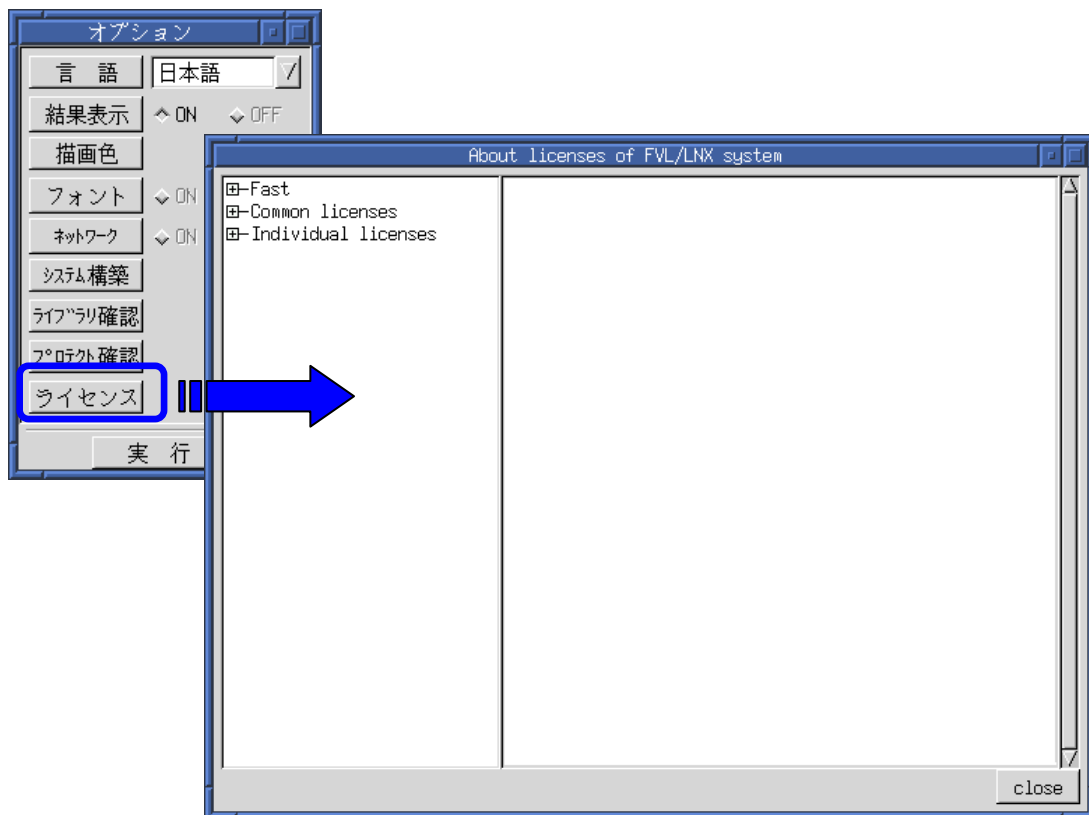 オプション
言 語 日本語
結果表示 ON OFF
描画色
フォント ON
ﾈｯﾄﾜｰｸ ON
ｼｽﾃﾑ構築
ﾗｲﾌﾞﾗﾘ確認
ﾌﾟﾛﾃｸﾄ確認
ライセンス
実 行
About licenses of FVL/LNX system
Fast
Common licenses
Individual licenses
close